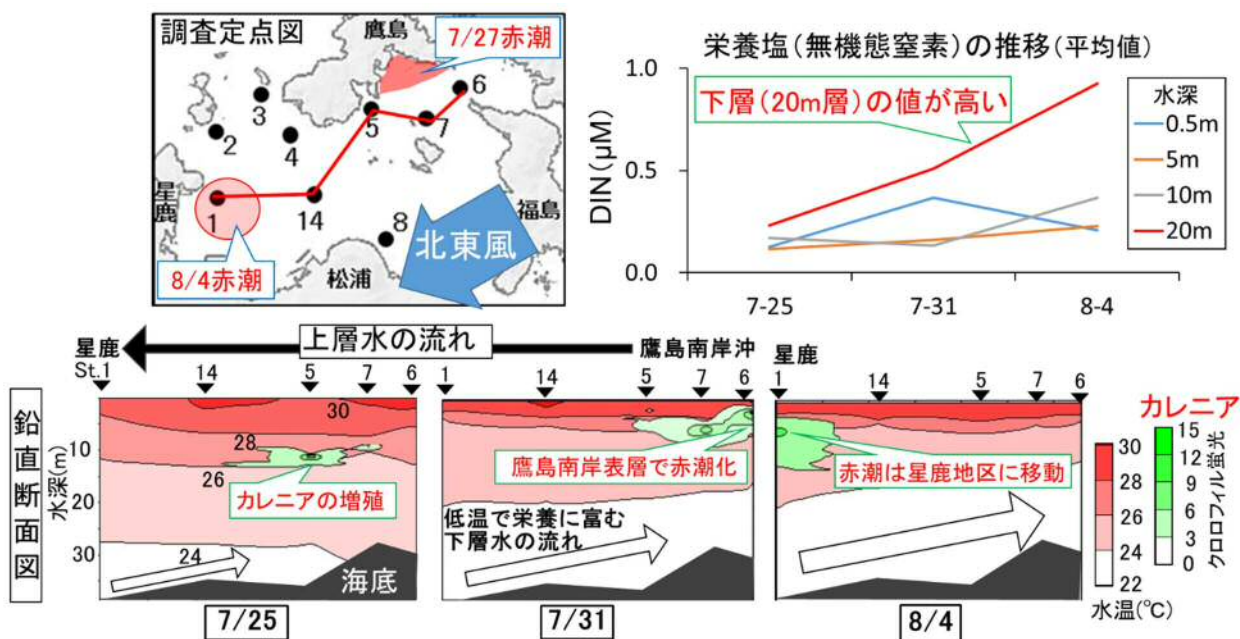 調査定点図
鷹島
7/27赤潮
6
3
5
7
2
4
星鹿
1
14
8
福島
北東風
8/4赤潮
松浦
栄養塩(無機態窒素)の推移(平均値)
1.0
0.5
0.0
DIN(μM)
下層(20m層)の値が高い
水深
0.5m
5m
10m
20m
7-25
7-31
8-4
上層水の流れ
星鹿
鷹島南岸沖
星鹿
St.1
14
5
7
6
1
14
5
7
6
1
14
5
7
6
鉛直断面図
水深(m)
0
10
20
30
30
28
26
24
カレニアの増殖
海底
7/25
鷹島南岸表層で赤潮化
低温で栄養に富む
下層水の流れ
7/31
赤潮は星鹿地区に移動
8/4
カレニア
30
28
26
24
22
水温(℃)
15
12
9
6
3
0
クロロフィル蛍光